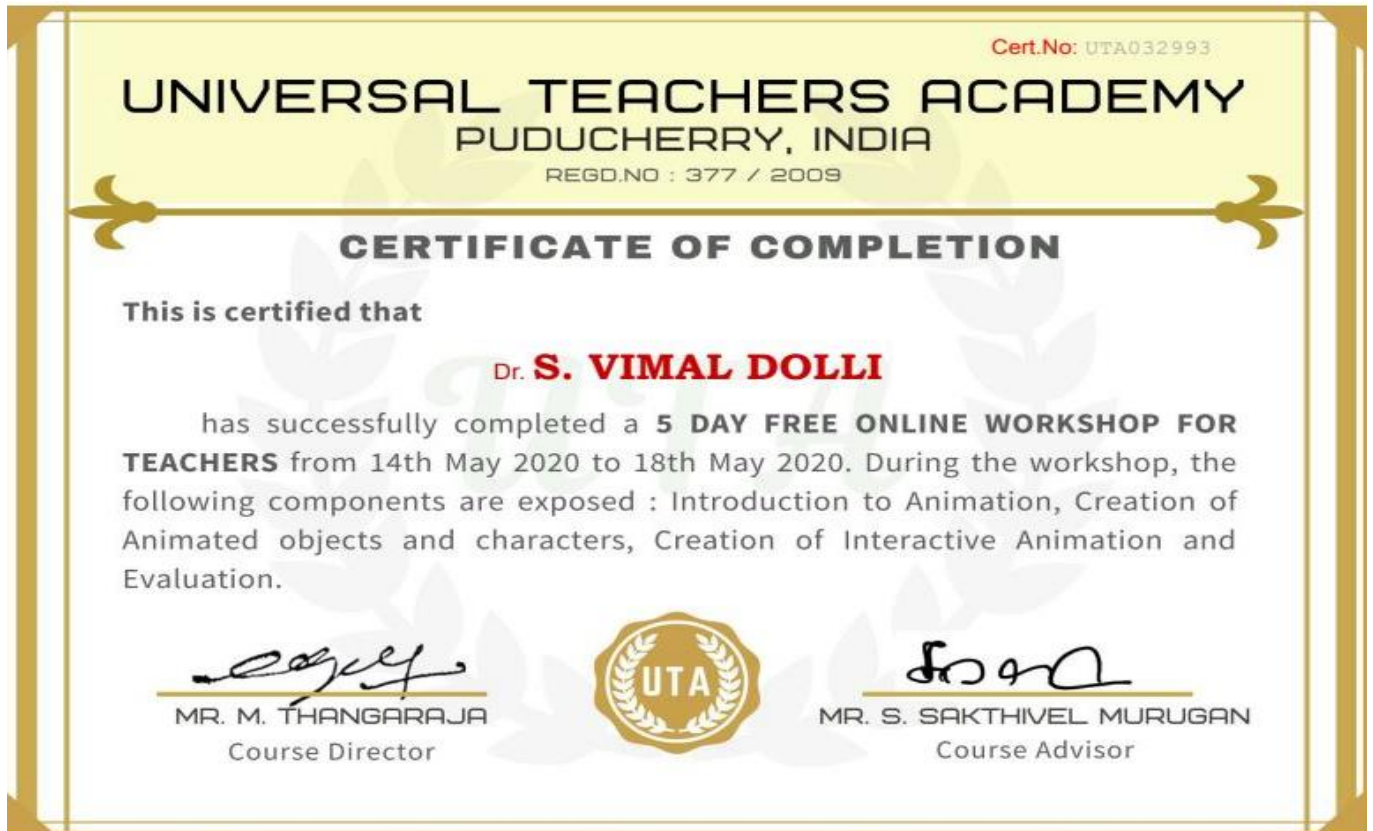 Cert.No: UTA032993
UNIVERSAL TEACHERS ACADEMY
PUDUCHERRY, INDIA
REGD.NO : 377 / 2009
CERTIFICATE OF COMPLETION
This is certified that
Dr. S. VIMAL DOLLI
has successfully completed a 5 DAY FREE ONLINE WORKSHOP FOR
TEACHERS from 14th May 2020 to 18th May 2020. During the workshop, the
following components are exposed : Introduction to Animation, Creation of
Animated objects and characters, Creation of Interactive Animation and
Evaluation.
UTA
UTA
MR. M. THANGARAJA
Course Director
MR. S. SAKTHIVEL MURUGAN
Course Advisor